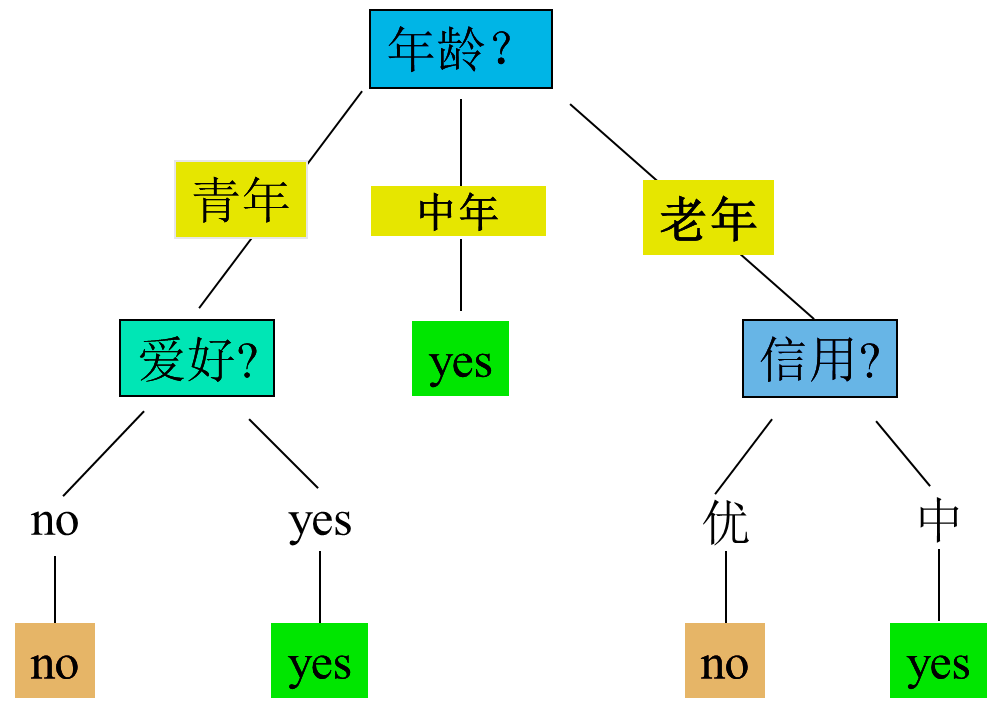 年龄？
青年
中年
老年
爱好?
yes
信用?
no
yes
优
中
no
yes
no
yes